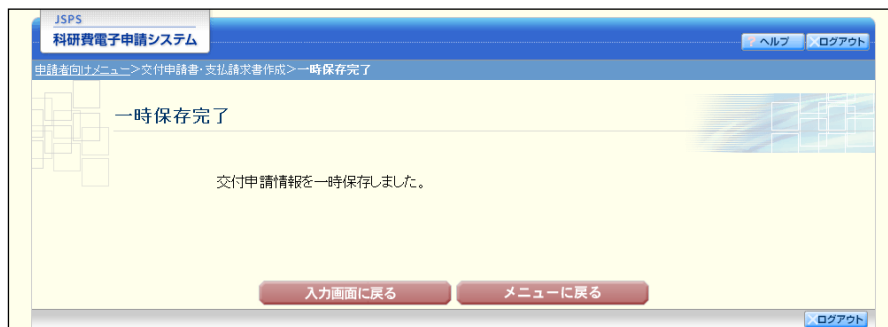 JSPS
科研費電子申請システム
? ヘルプ ログアウト
申請者向けメニュー>交付申請書・支払請求書作成>一時保存完了
一時保存完了
交付申請情報を一時保存しました。
入力画面に戻る メニューに戻る
ログアウト